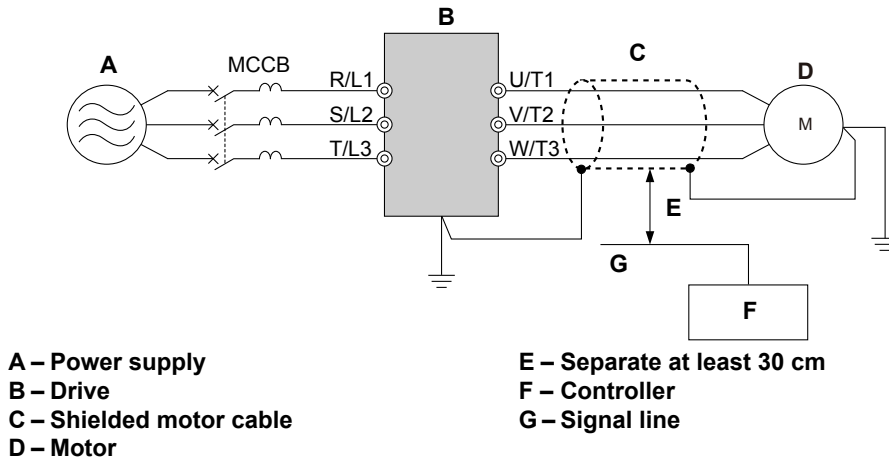 B
A
MCCB
R/L1
S/L2
T/L3
U/T1
V/T2
W/T3
C
D
M
E
G
F
A – Power supply
B – Drive
C – Shielded motor cable
D – Motor
E – Separate at least 30 cm
F – Controller
G – Signal line